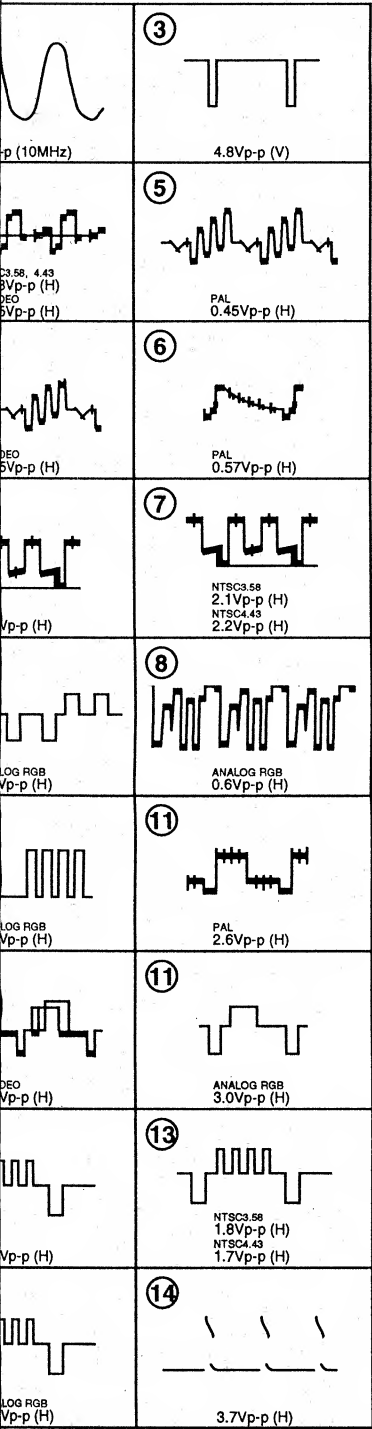 -p (10MHz)
③
4.8Vp-p (V)
C3.58, 4.43
3Vp-p (H)
DEO
5Vp-p (H)
⑤
PAL
0.45Vp-p (H)
DEO
5Vp-p (H)
⑥
PAL
0.57Vp-p (H)
Vp-p (H)
⑦
NTSC3.58
2.1Vp-p (H)
NTSC4.43
2.2Vp-p (H)
LOG RGB
Vp-p (H)
⑧
ANALOG RGB
0.6Vp-p (H)
LOG RGB
Vp-p (H)
⑪
PAL
2.6Vp-p (H)
DEO
Vp-p (H)
⑪
ANALOG RGB
3.0Vp-p (H)
Vp-p (H)
⑬
NTSC3.58
1.8Vp-p (H)
NTSC4.43
1.7Vp-p (H)
LOG RGB
Vp-p (H)
⑭
3.7Vp-p (H)